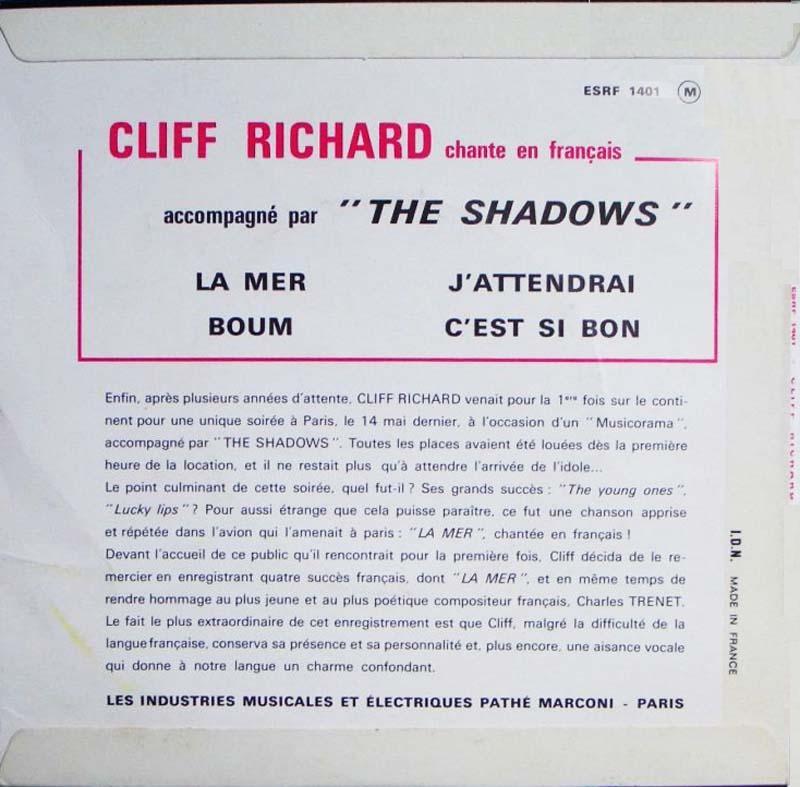 ESRF 1401 M
CLIFF RICHARD chante en français
accompagné par "THE SHADOWS"
LA MER J'ATTENDRAI
BOUM C'EST SI BON
Enfin, après plusieurs années d'attente, CLIFF RICHARD venait pour la 1ère fois sur le conti-
nent pour une unique soirée à Paris, le 14 mai dernier, à l'occasion d'un "Musicorama",
accompagné par "THE SHADOWS". Toutes les places avaient été louées dès la première
heure de la location, et il ne restait plus qu'à attendre l'arrivée de l'idole...
Le point culminant de cette soirée, quel fut-il ? Ses grands succès : "The young ones",
"Lucky lips" ? Pour aussi étrange que cela puisse paraître, ce fut une chanson apprise
et répétée dans l'avion qui l'amenait à paris : "LA MER", chantée en français !
Devant l'accueil de ce public qu'il rencontrait pour la première fois, Cliff décida de le re-
mercier en enregistrant quatre succès français, dont "LA MER", et en même temps de
rendre hommage au plus jeune et au plus poétique compositeur français, Charles TRENET.
Le fait le plus extraordinaire de cet enregistrement est que Cliff, malgré la difficulté de la
langue française, conserva sa présence et sa personnalité et, plus encore, une aisance vocale
qui donne à notre langue un charme confondant.
LES INDUSTRIES MUSICALES ET ÉLECTRIQUES PATHÉ MARCONI - PARIS
I.D.N. MADE IN FRANCE
ESRF 1401 - CLIFF RICHARD